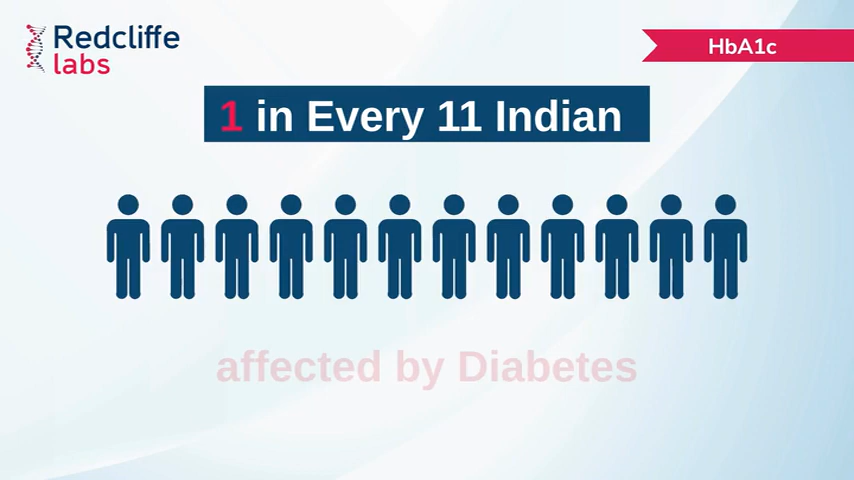 Redcliffe
labs
HbA1c
1 in Every 11 Indian
affected by Diabetes